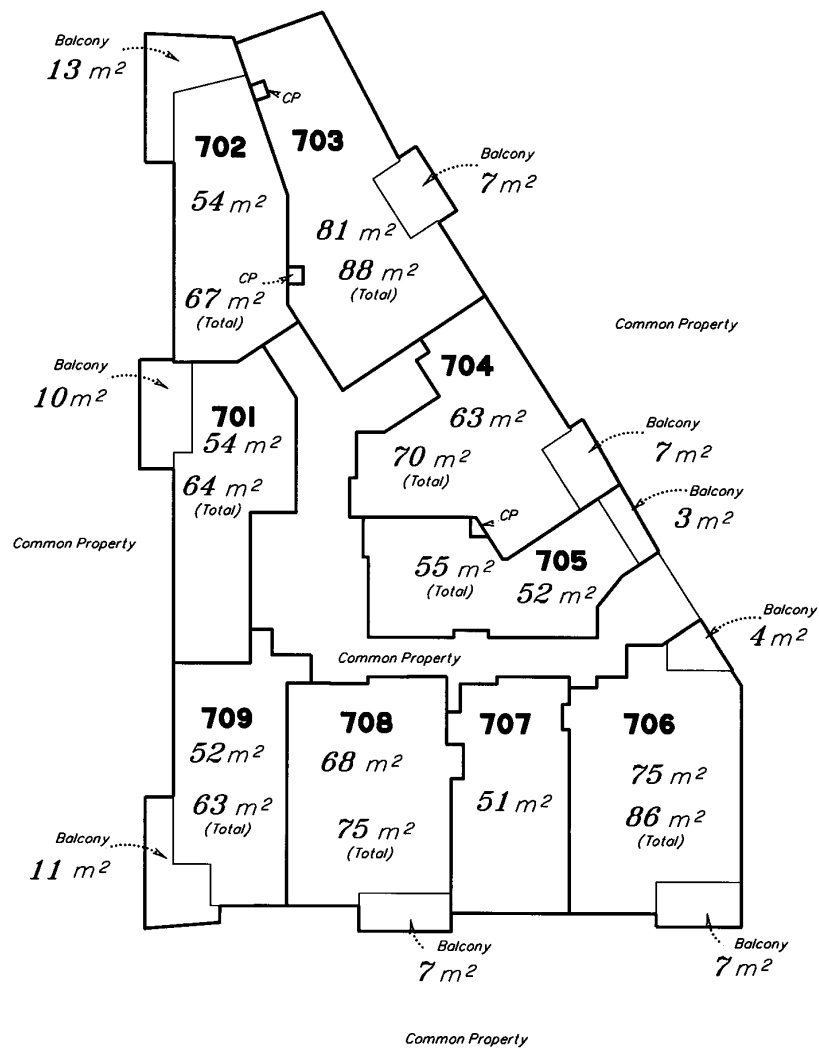 Balcony
13 m²
CP
702
703
Balcony
7 m²
54 m²
81 m²
CP
88 m²
(Total)
67 m²
(Total)
Common Property
Balcony
10 m²
704
701
54 m²
63 m²
Balcony
7 m²
70 m²
(Total)
64 m²
(Total)
Balcony
3 m²
CP
Common Property
705
55 m²
(Total)
52 m²
Balcony
4 m²
Common Property
709
708
707
706
52 m²
68 m²
75 m²
51 m²
63 m²
(Total)
75 m²
(Total)
86 m²
(Total)
Balcony
11 m²
Balcony
7 m²
Balcony
7 m²
Common Property